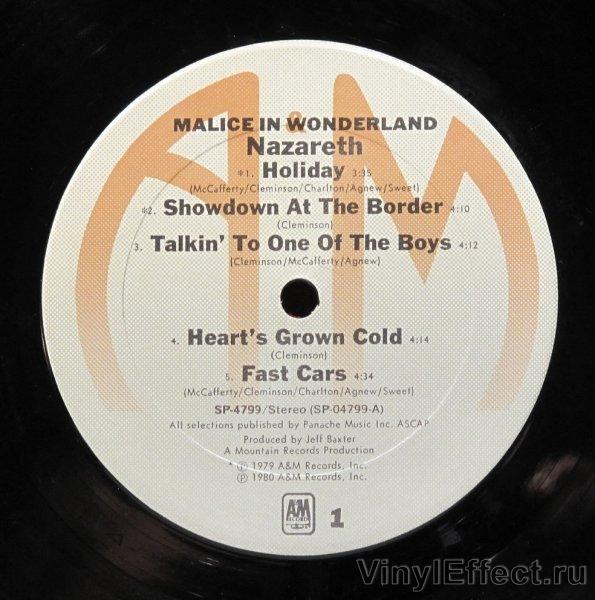 A&M
MALICE IN WONDERLAND
Nazareth
*1. Holiday 3:35
(McCafferty/Cleminson/Charlton/Agnew/Sweet)
*2. Showdown At The Border 4:10
(Cleminson)
3. Talkin' To One Of The Boys 4:12
(Cleminson/McCafferty/Agnew)
4. Heart's Grown Cold 4:14
(Cleminson)
5. Fast Cars 4:34
(McCafferty/Cleminson/Charlton/Agnew/Sweet)
SP-4799/Stereo (SP-04799-A)
All selections published by Panache Music Inc. ASCAP
Produced by Jeff Baxter
A Mountain Records Production
* ℗ 1979 A&M Records, Inc.
℗ 1980 A&M Records, Inc.
A&M
RECORDS
1
VinylEffect.ru